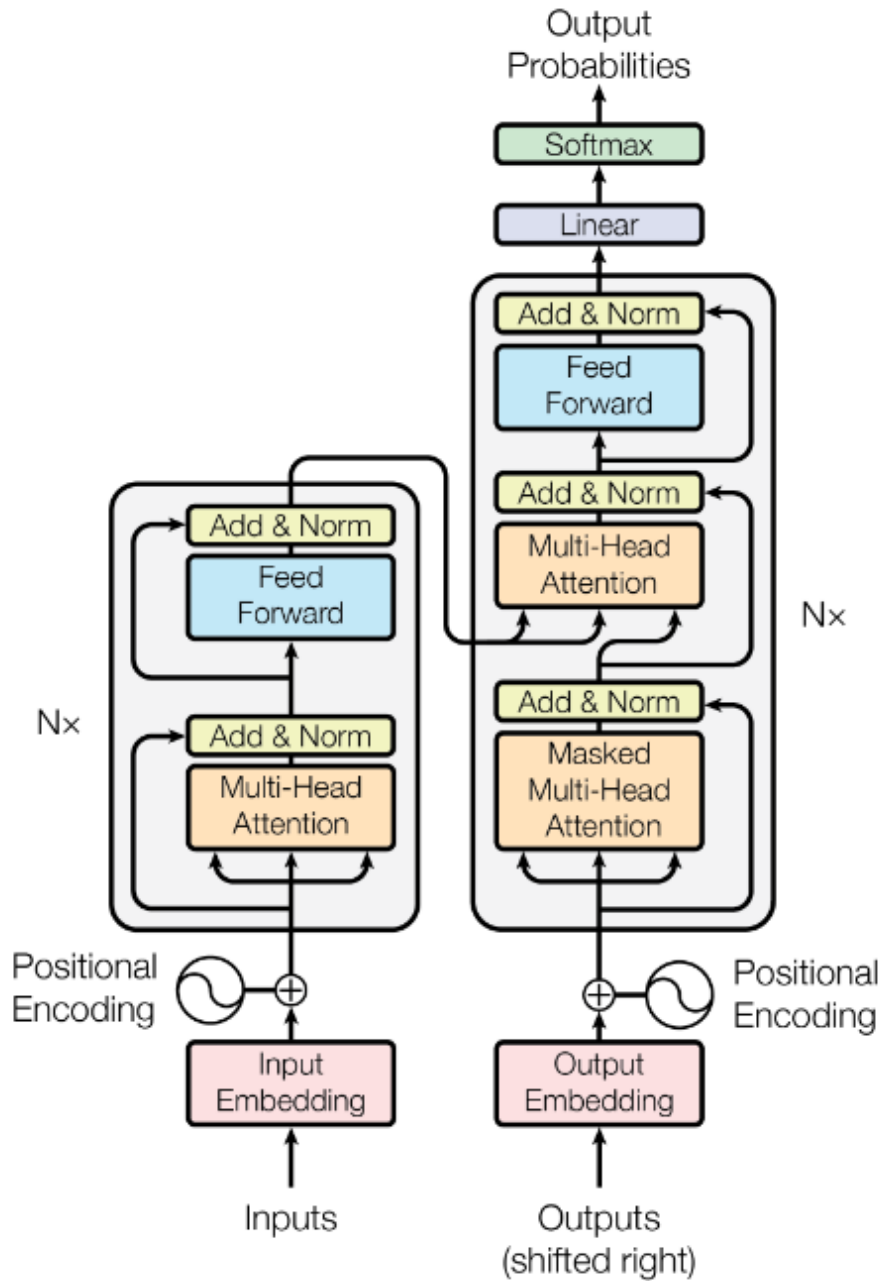 Output
Probabilities
Softmax
Linear
Add & Norm
Feed
Forward
Add & Norm
Multi-Head
Attention
Nx
Add & Norm
Masked
Multi-Head
Attention
Add & Norm
Feed
Forward
Nx
Add & Norm
Multi-Head
Attention
Positional
Encoding
Positional
Encoding
Input
Embedding
Output
Embedding
Inputs
Outputs
(shifted right)